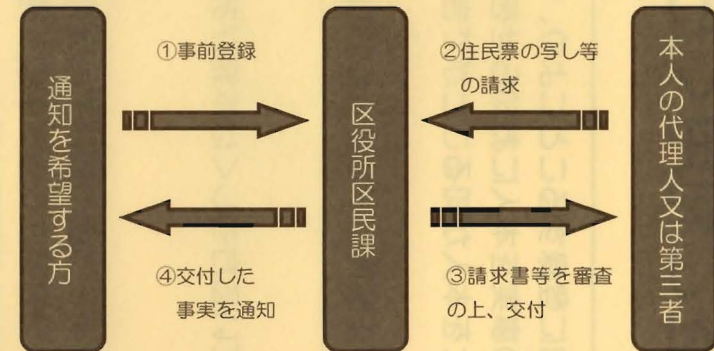 通知を希望する方
①事前登録
④交付した
事実を通知
区役所区民課
②住民票の写し等
の請求
③請求書等を審査
の上、交付
本人の代理人又は第三者